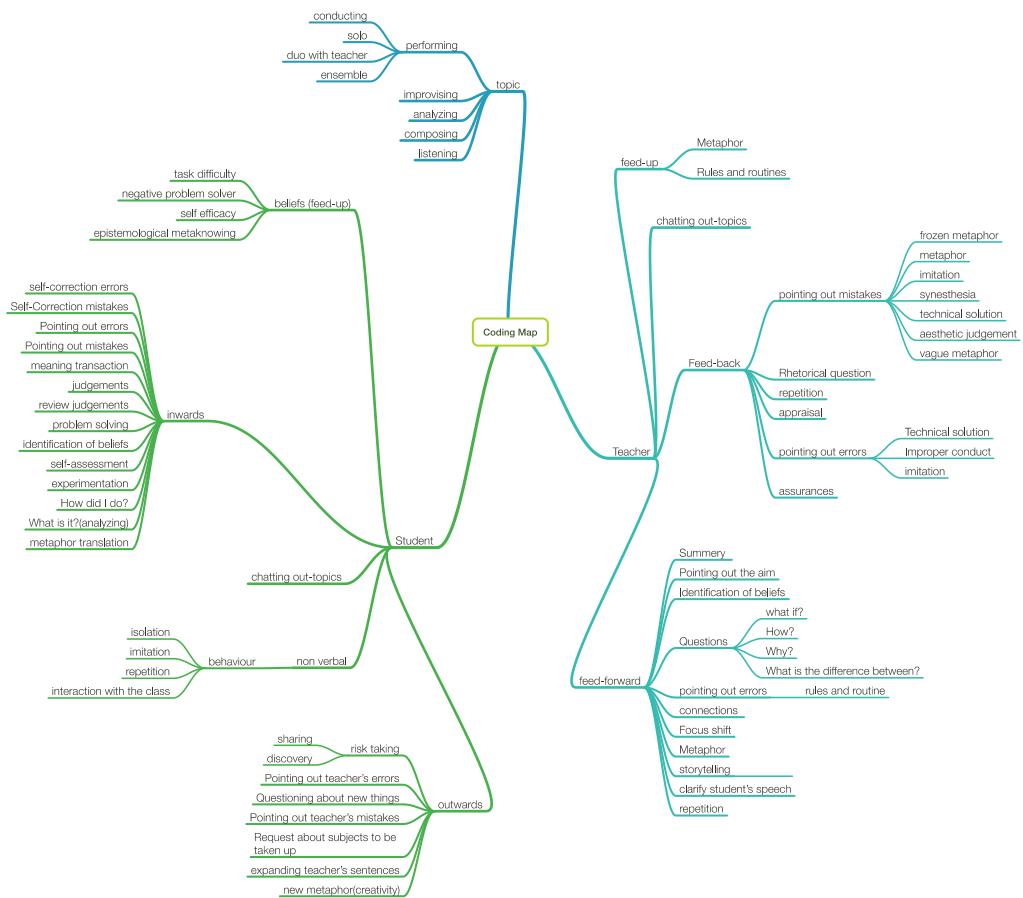 Coding Map
topic
performing
conducting
solo
duo with teacher
ensemble
improvising
analyzing
composing
listening
Teacher
feed-up
Metaphor
Rules and routines
chatting out-topics
Feed-back
pointing out mistakes
frozen metaphor
metaphor
imitation
synesthesia
technical solution
aesthetic judgement
vague metaphor
Rhetorical question
repetition
appraisal
pointing out errors
Technical solution
Improper conduct
imitation
assurances
feed-forward
Summery
Pointing out the aim
Identification of beliefs
Questions
what if?
How?
Why?
What is the difference between?
pointing out errors
rules and routine
connections
Focus shift
Metaphor
storytelling
clarify student's speech
repetition
Student
beliefs (feed-up)
task difficulty
negative problem solver
self efficacy
epistemological metaknowing
inwards
self-correction errors
Self-Correction mistakes
Pointing out errors
Pointing out mistakes
meaning transaction
judgements
review judgements
problem solving
identification of beliefs
self-assessment
experimentation
How did I do?
What is it?(analyzing)
metaphor translation
chatting out-topics
non verbal
behaviour
isolation
imitation
repetition
interaction with the class
outwards
risk taking
sharing
discovery
Pointing out teacher's errors
Questioning about new things
Pointing out teacher's mistakes
Request about subjects to be
taken up
expanding teacher's sentences
new metaphor(creativity)